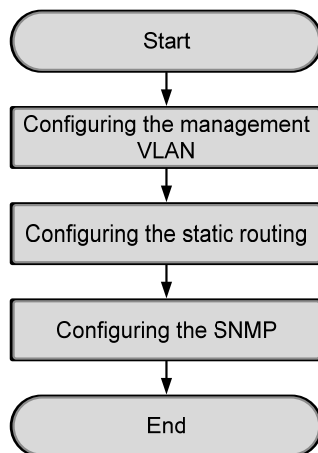 Start
Configuring the management
VLAN
Configuring the static routing
Configuring the SNMP
End